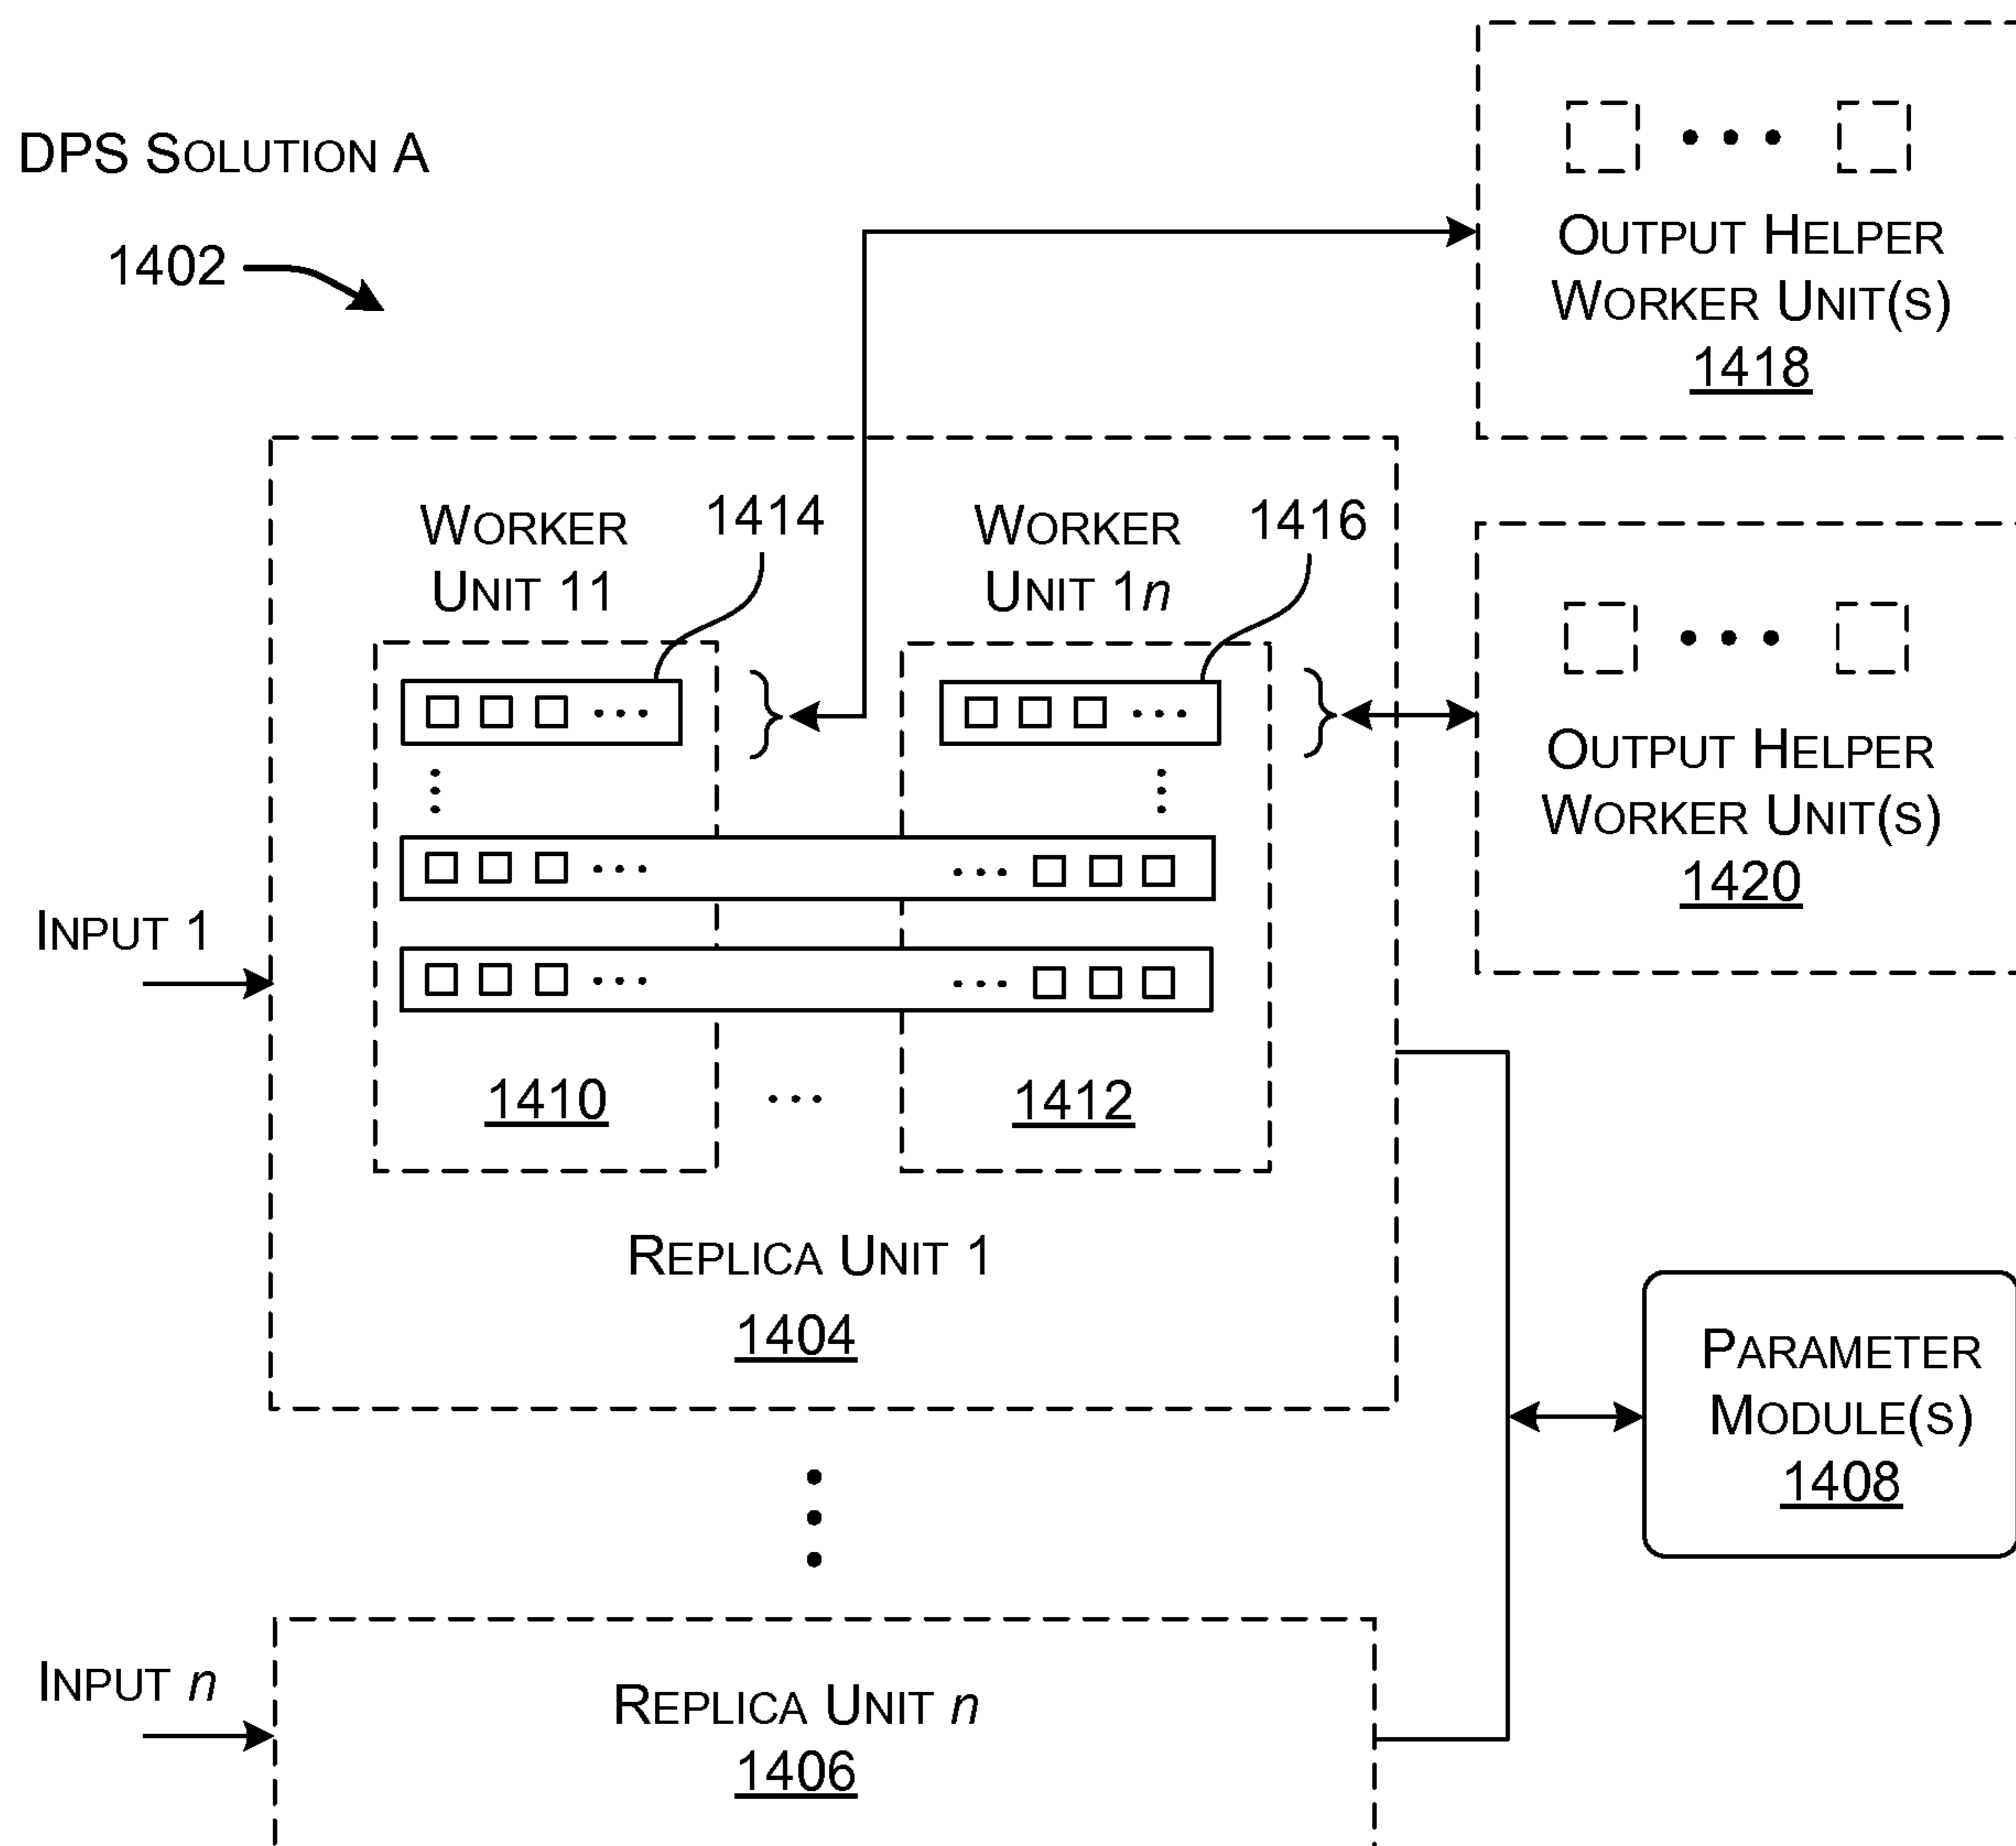 DPS SOLUTION A
1402
OUTPUT HELPER
WORKER UNIT(S)
1418
WORKER
UNIT 11
1414
WORKER
UNIT 1n
1416
OUTPUT HELPER
WORKER UNIT(S)
1420
INPUT 1
1410
...
1412
REPLICA UNIT 1
1404
PARAMETER
MODULE(S)
1408
INPUT n
REPLICA UNIT n
1406